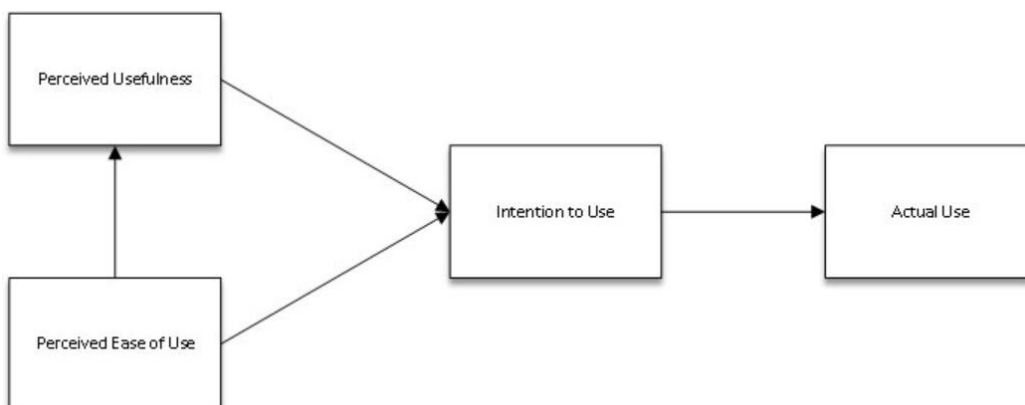 Perceived Usefulness
Intention to Use
Actual Use
Perceived Ease of Use